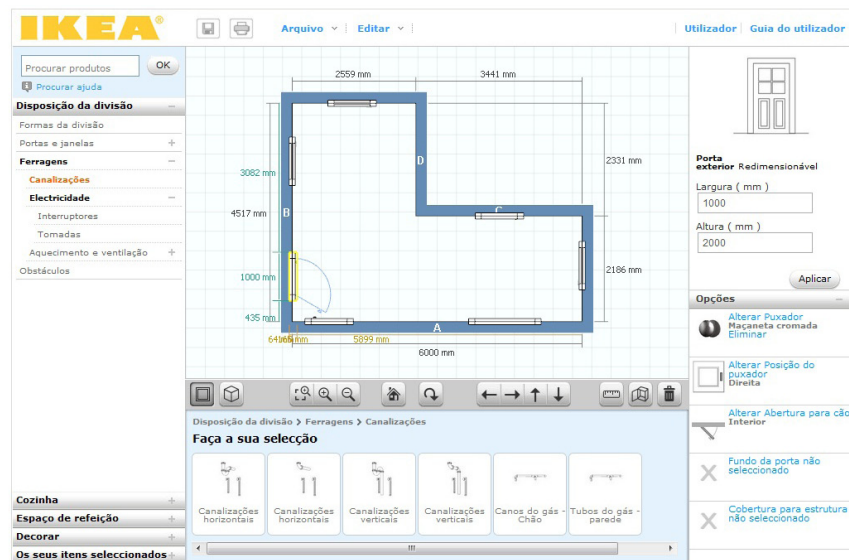 IKEA®
Arquivo
Editar
Utilizador
Guia do utilizador
Procurar produtos
OK
Procurar ajuda
Disposição da divisão
Formas da divisão
Portas e janelas
Ferragens
Canalizações
Electricidade
Interruptores
Tomadas
Aquecimento e ventilação
Obstáculos
Cozinha
Espaço de refeição
Decorar
Os seus itens seleccionados
2559 mm
3441 mm
3082 mm
D
2331 mm
4517 mm
B
C
1000 mm
2186 mm
435 mm
A
5899 mm
6000 mm
Disposição da divisão > Ferragens > Canalizações
Faça a sua selecção
Canalizações horizontais
Canalizações horizontais
Canalizações verticais
Canalizações verticais
Canos do gás - Chão
Tubos do gás - parede
Porta
exterior Redimensionável
Largura ( mm )
1000
Altura ( mm )
2000
Aplicar
Opções
Alterar Puxador
Maçaneta cromada
Eliminar
Alterar Posição do
puxador
Direita
Alterar Abertura para cão
Interior
Fundo da porta não
seleccionado
Cobertura para estrutura
não seleccionado